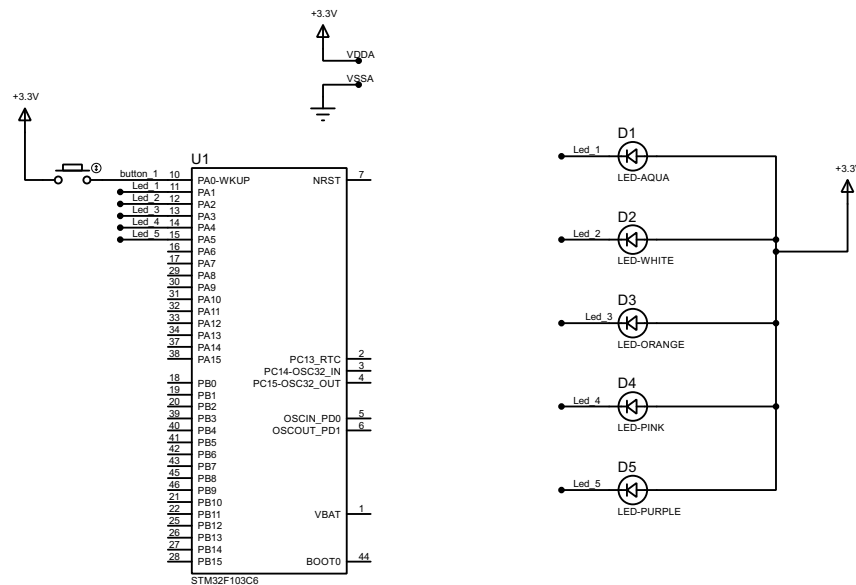 +3.3V
VDDA
VSSA
+3.3V
U1
button_1 10 PA0-WKUP NRST 7
Led_1 11 PA1
Led_2 12 PA2
Led_3 13 PA3
Led_4 14 PA4
Led_5 15 PA5
16 PA6
17 PA7
29 PA8
30 PA9
31 PA10
32 PA11
33 PA12
34 PA13
37 PA14
38 PA15 PC13_RTC 2
PC14-OSC32_IN 3
18 PB0 PC15-OSC32_OUT 4
19 PB1
20 PB2
39 PB3 OSCIN_PD0 5
40 PB4 OSCOUT_PD1 6
41 PB5
42 PB6
43 PB7
45 PB8
46 PB9
21 PB10
22 PB11 VBAT 1
25 PB12
26 PB13
27 PB14
28 PB15 BOOT0 44
STM32F103C6
D1
Led_1
LED-AQUA
+3.3V
D2
Led_2
LED-WHITE
D3
Led_3
LED-ORANGE
D4
Led_4
LED-PINK
D5
Led_5
LED-PURPLE